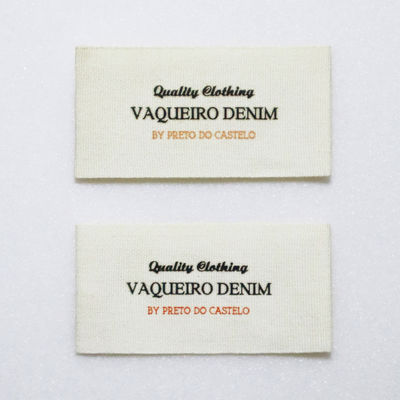 Quality Clothing
VAQUEIRO DENIM
BY PRETO DO CASTELO
Quality Clothing
VAQUEIRO DENIM
BY PRETO DO CASTELO